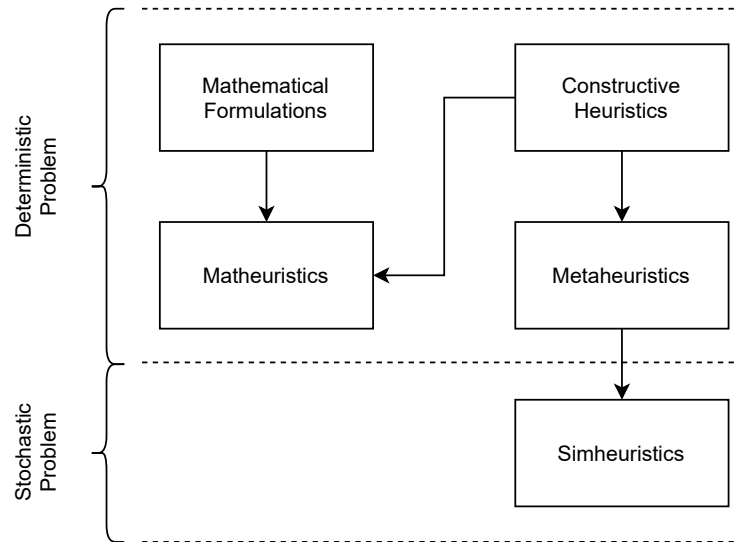 Deterministic
Problem
Mathematical
Formulations
Constructive
Heuristics
Matheuristics
Metaheuristics
Stochastic
Problem
Simheuristics